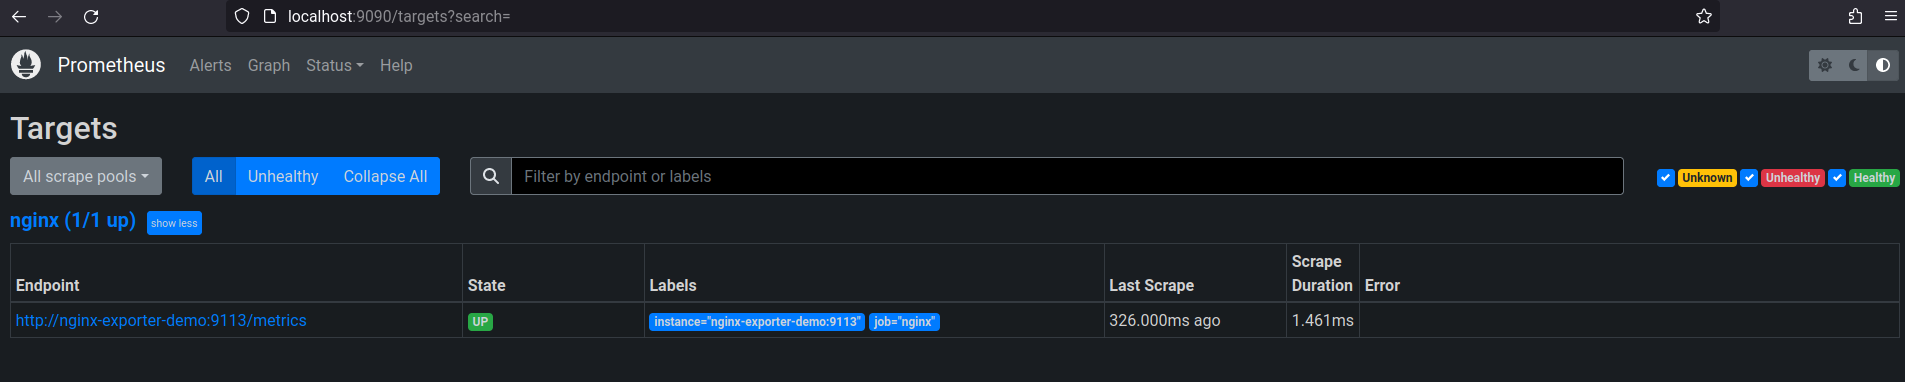 localhost:9090/targets?search=
Prometheus Alerts Graph Status Help
Targets
All scrape pools All Unhealthy Collapse All Filter by endpoint or labels Unknown Unhealthy Healthy
nginx (1/1 up) show less
Endpoint State Labels Last Scrape Scrape Duration Error
http://nginx-exporter-demo:9113/metrics UP instance="nginx-exporter-demo:9113" job="nginx" 326.000ms ago 1.461ms